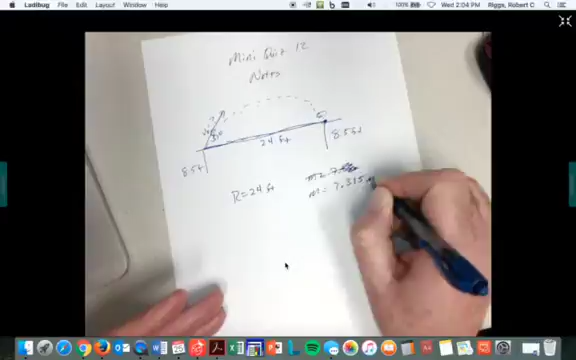 Ladibug File Edit Layout Window Help 100% Wed 2:04 PM Riggs, Robert C
Mini Quiz 12
Notes
24 ft
8.5 ft
8.5 ft
R = 24 ft
m = 7.315 m